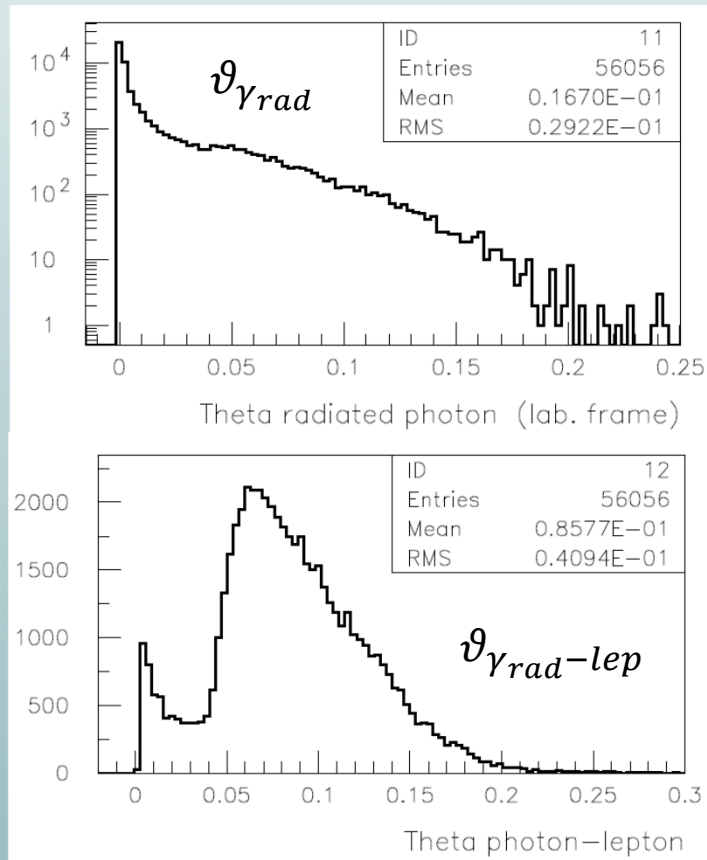 ID 11
Entries 56056
Mean 0.1670E-01
RMS 0.2922E-01
ϑγrad
10^4
10^3
10^2
10
1
0 0.05 0.1 0.15 0.2 0.25
Theta radiated photon (lab. frame)
ID 12
Entries 56056
Mean 0.8577E-01
RMS 0.4094E-01
ϑγrad−lep
2000
1500
1000
500
0
0 0.05 0.1 0.15 0.2 0.3
Theta photon−lepton